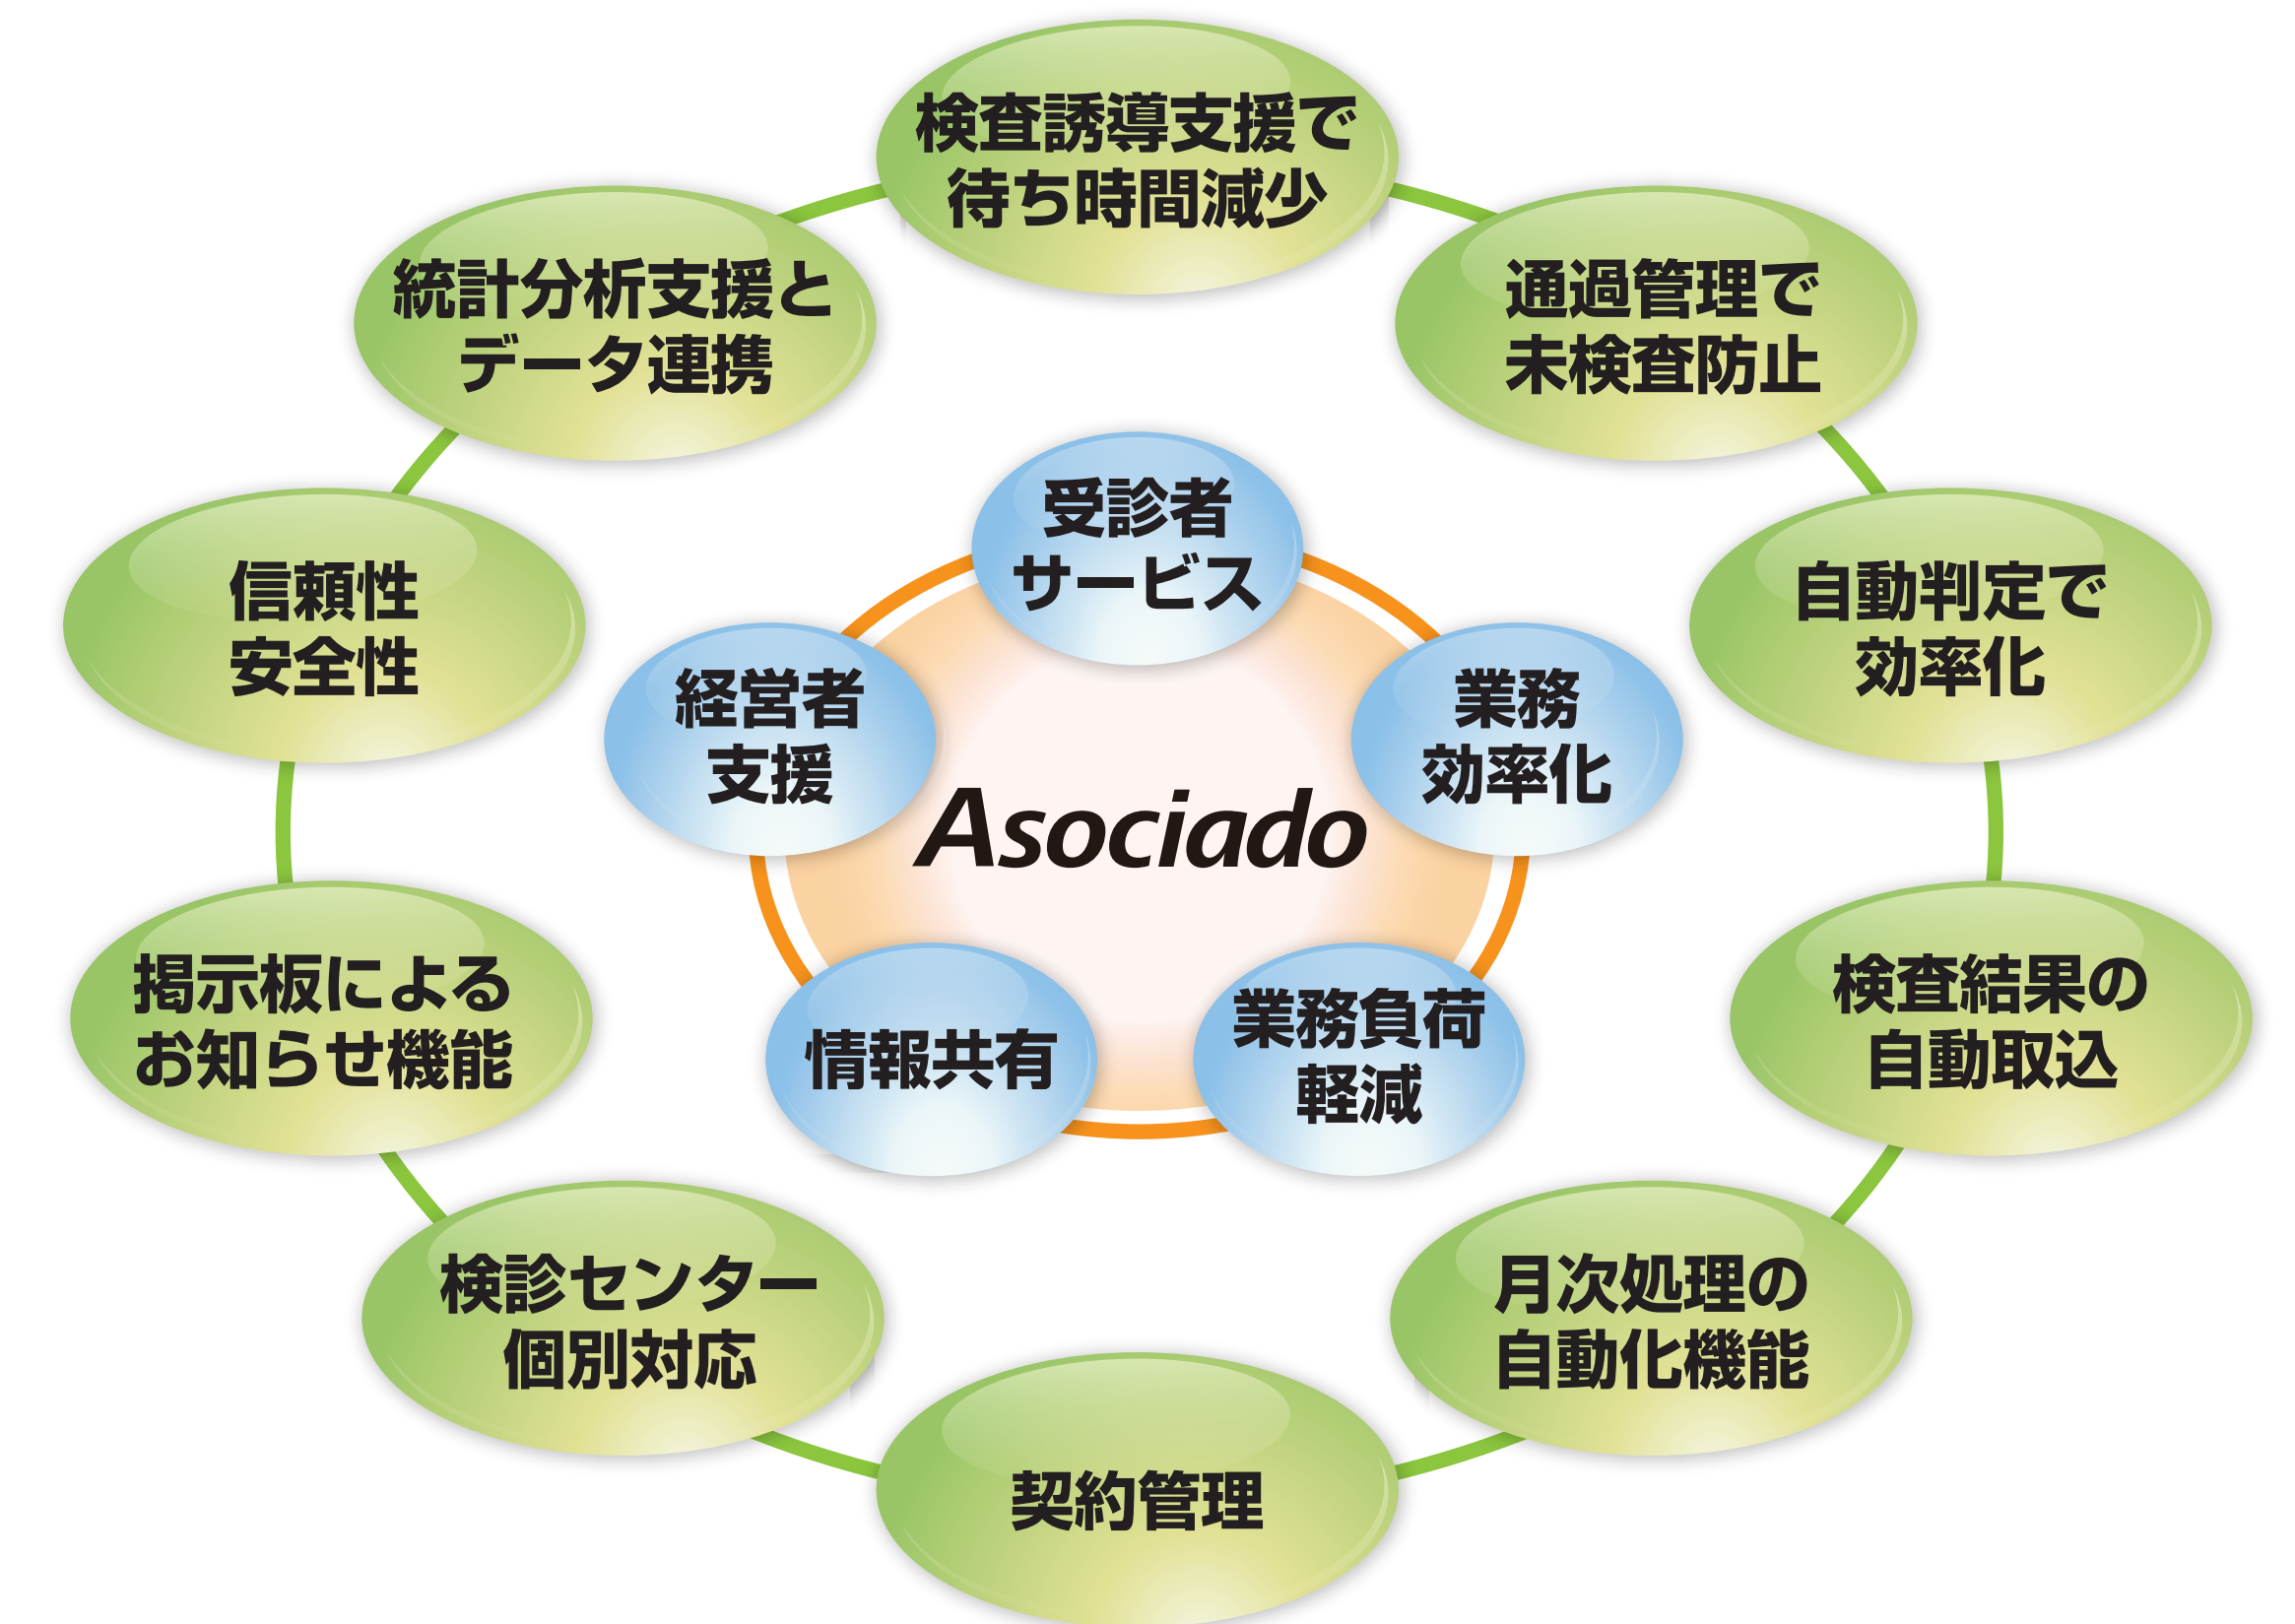 検査誘導支援で
待ち時間減少
統計分析支援と
データ連携
通過管理で
未検査防止
受診者
サービス
信頼性
安全性
自動判定で
効率化
経営者
支援
業務
効率化
Asociado
掲示板による
お知らせ機能
検査結果の
自動取込
情報共有
業務負荷
軽減
検診センター
個別対応
月次処理の
自動化機能
契約管理